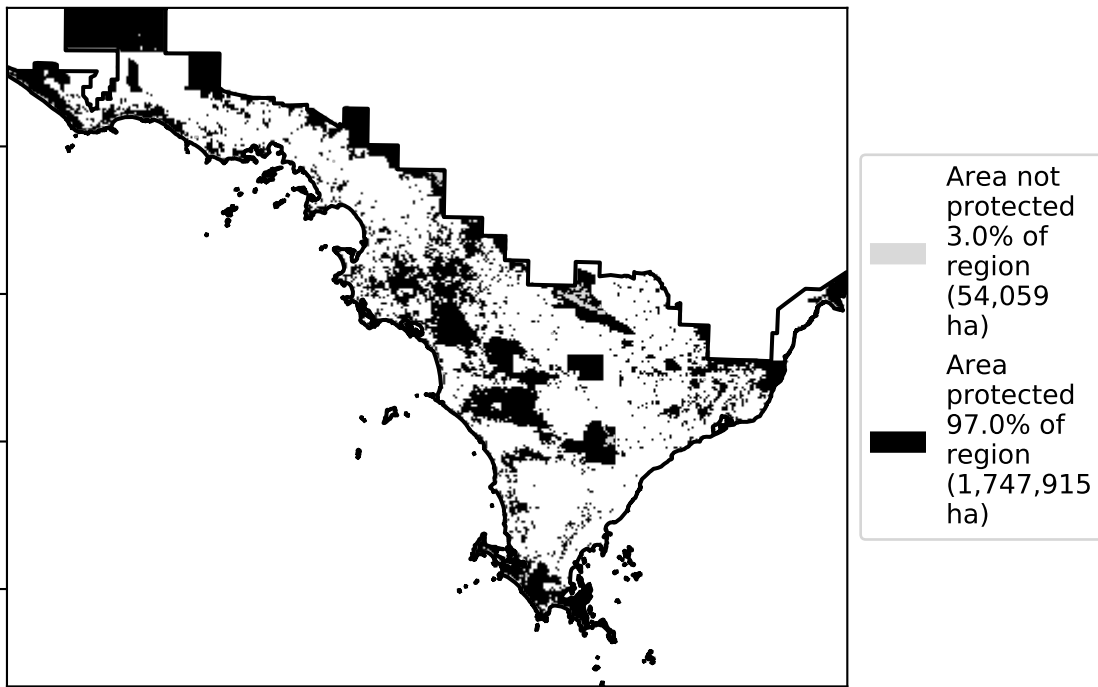 Area not
protected
3.0% of
region
(54,059
ha)
Area
protected
97.0% of
region
(1,747,915
ha)